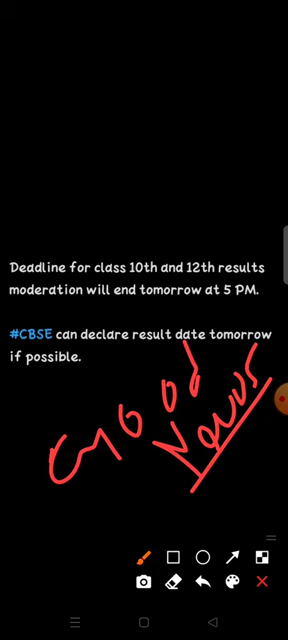 Deadline for class 10th and 12th results
moderation will end tomorrow at 5 PM.
#CBSE can declare result date tomorrow
if possible.
Good
News